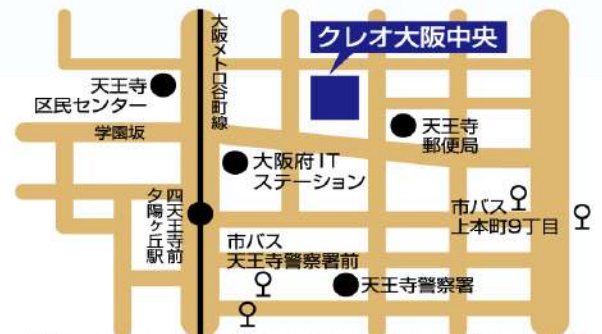 大阪メトロ谷町線
クレオ大阪中央
天王寺
区民センター
学園坂
天王寺
郵便局
大阪府IT
ステーション
四天王寺前
夕陽ヶ丘駅
市バス
上本町9丁目
市バス
天王寺警察署前
天王寺警察署